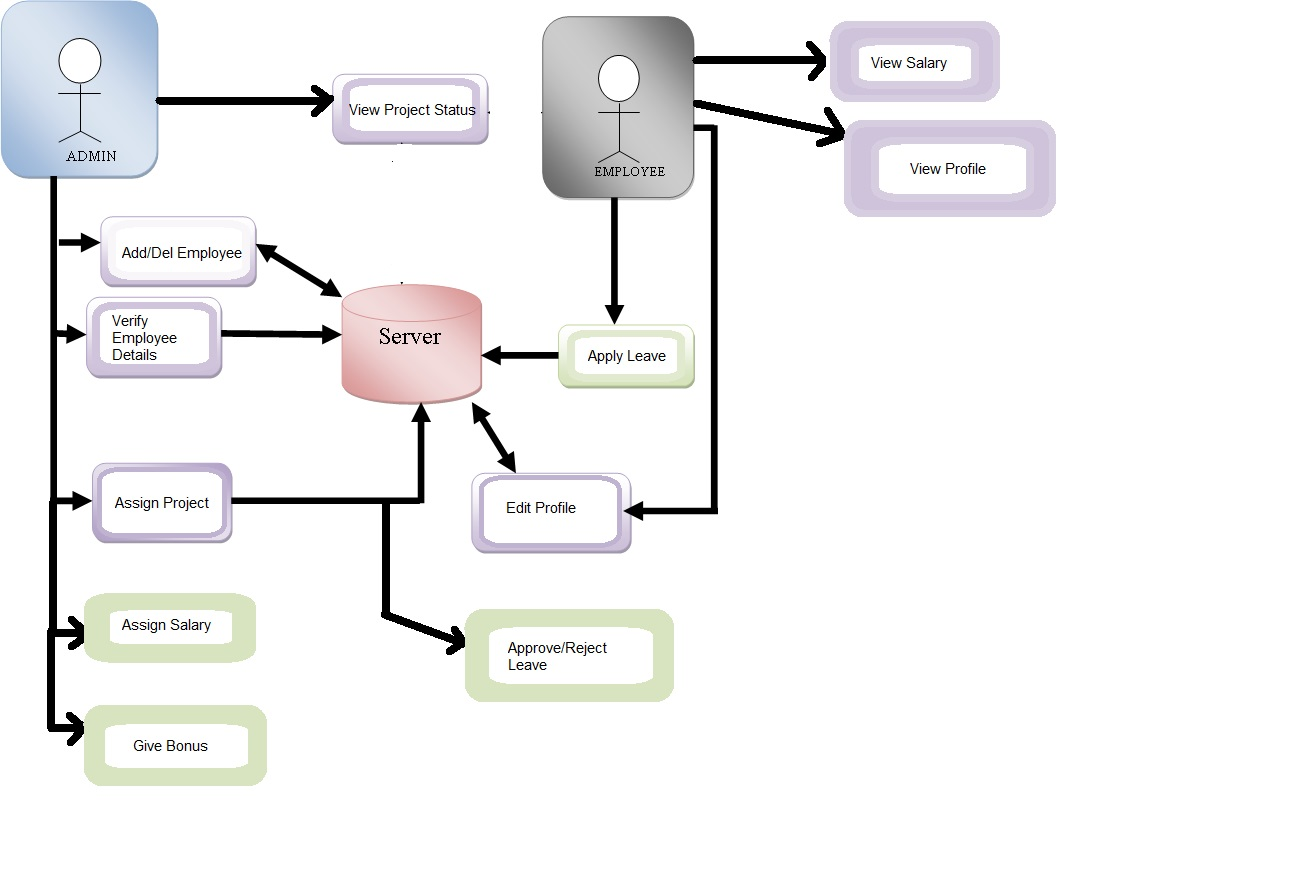 ADMIN
View Project Status
EMPLOYEE
View Salary
View Profile
Add/Del Employee
Verify
Employee
Details
Server
Apply Leave
Assign Project
Edit Profile
Assign Salary
Approve/Reject
Leave
Give Bonus